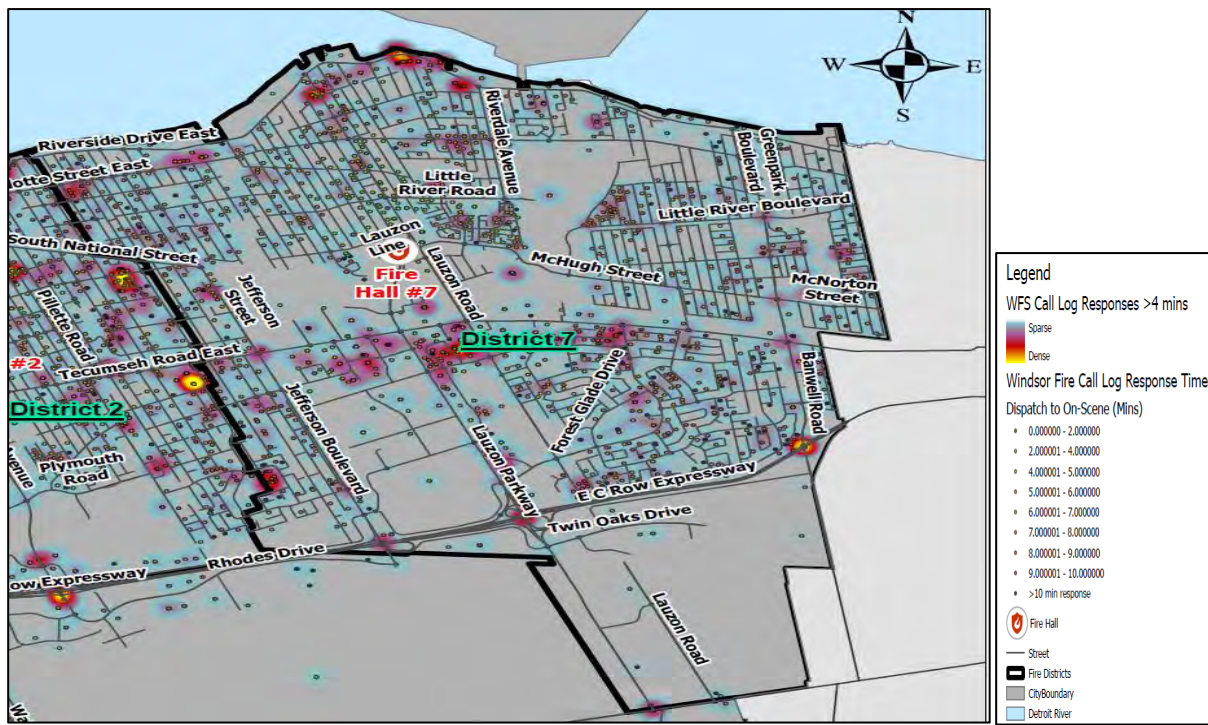 N
W
E
S
Riverside Drive East
lotte Street East
South National Street
Pillette Road
Tecumseh Road East
#2
District 2
Avenue
Plymouth
Road
ow Expressway
Rhodes Drive
Jefferson
Street
Jefferson Boulevard
Lauzon
Line
Fire
Hall #7
Lauzon Road
Little
River Road
Riverdale Avenue
McHugh Street
District 7
Forest Glade Drive
Lauzon Parkway
E C Row Expressway
Twin Oaks Drive
Lauzon Road
Greenpark
Boulevard
Little River Boulevard
McNorton
Street
Banwell Road
Wa
Legend
WFS Call Log Responses >4 mins
Sparse
Dense
Windsor Fire Call Log Response Time
Dispatch to On-Scene (Mins)
0.000000 - 2.000000
2.000001 - 4.000000
4.000001 - 5.000000
5.000001 - 6.000000
6.000001 - 7.000000
7.000001 - 8.000000
8.000001 - 9.000000
9.000001 - 10.000000
>10 min response
Fire Hall
Street
Fire Districts
CityBoundary
Detroit River